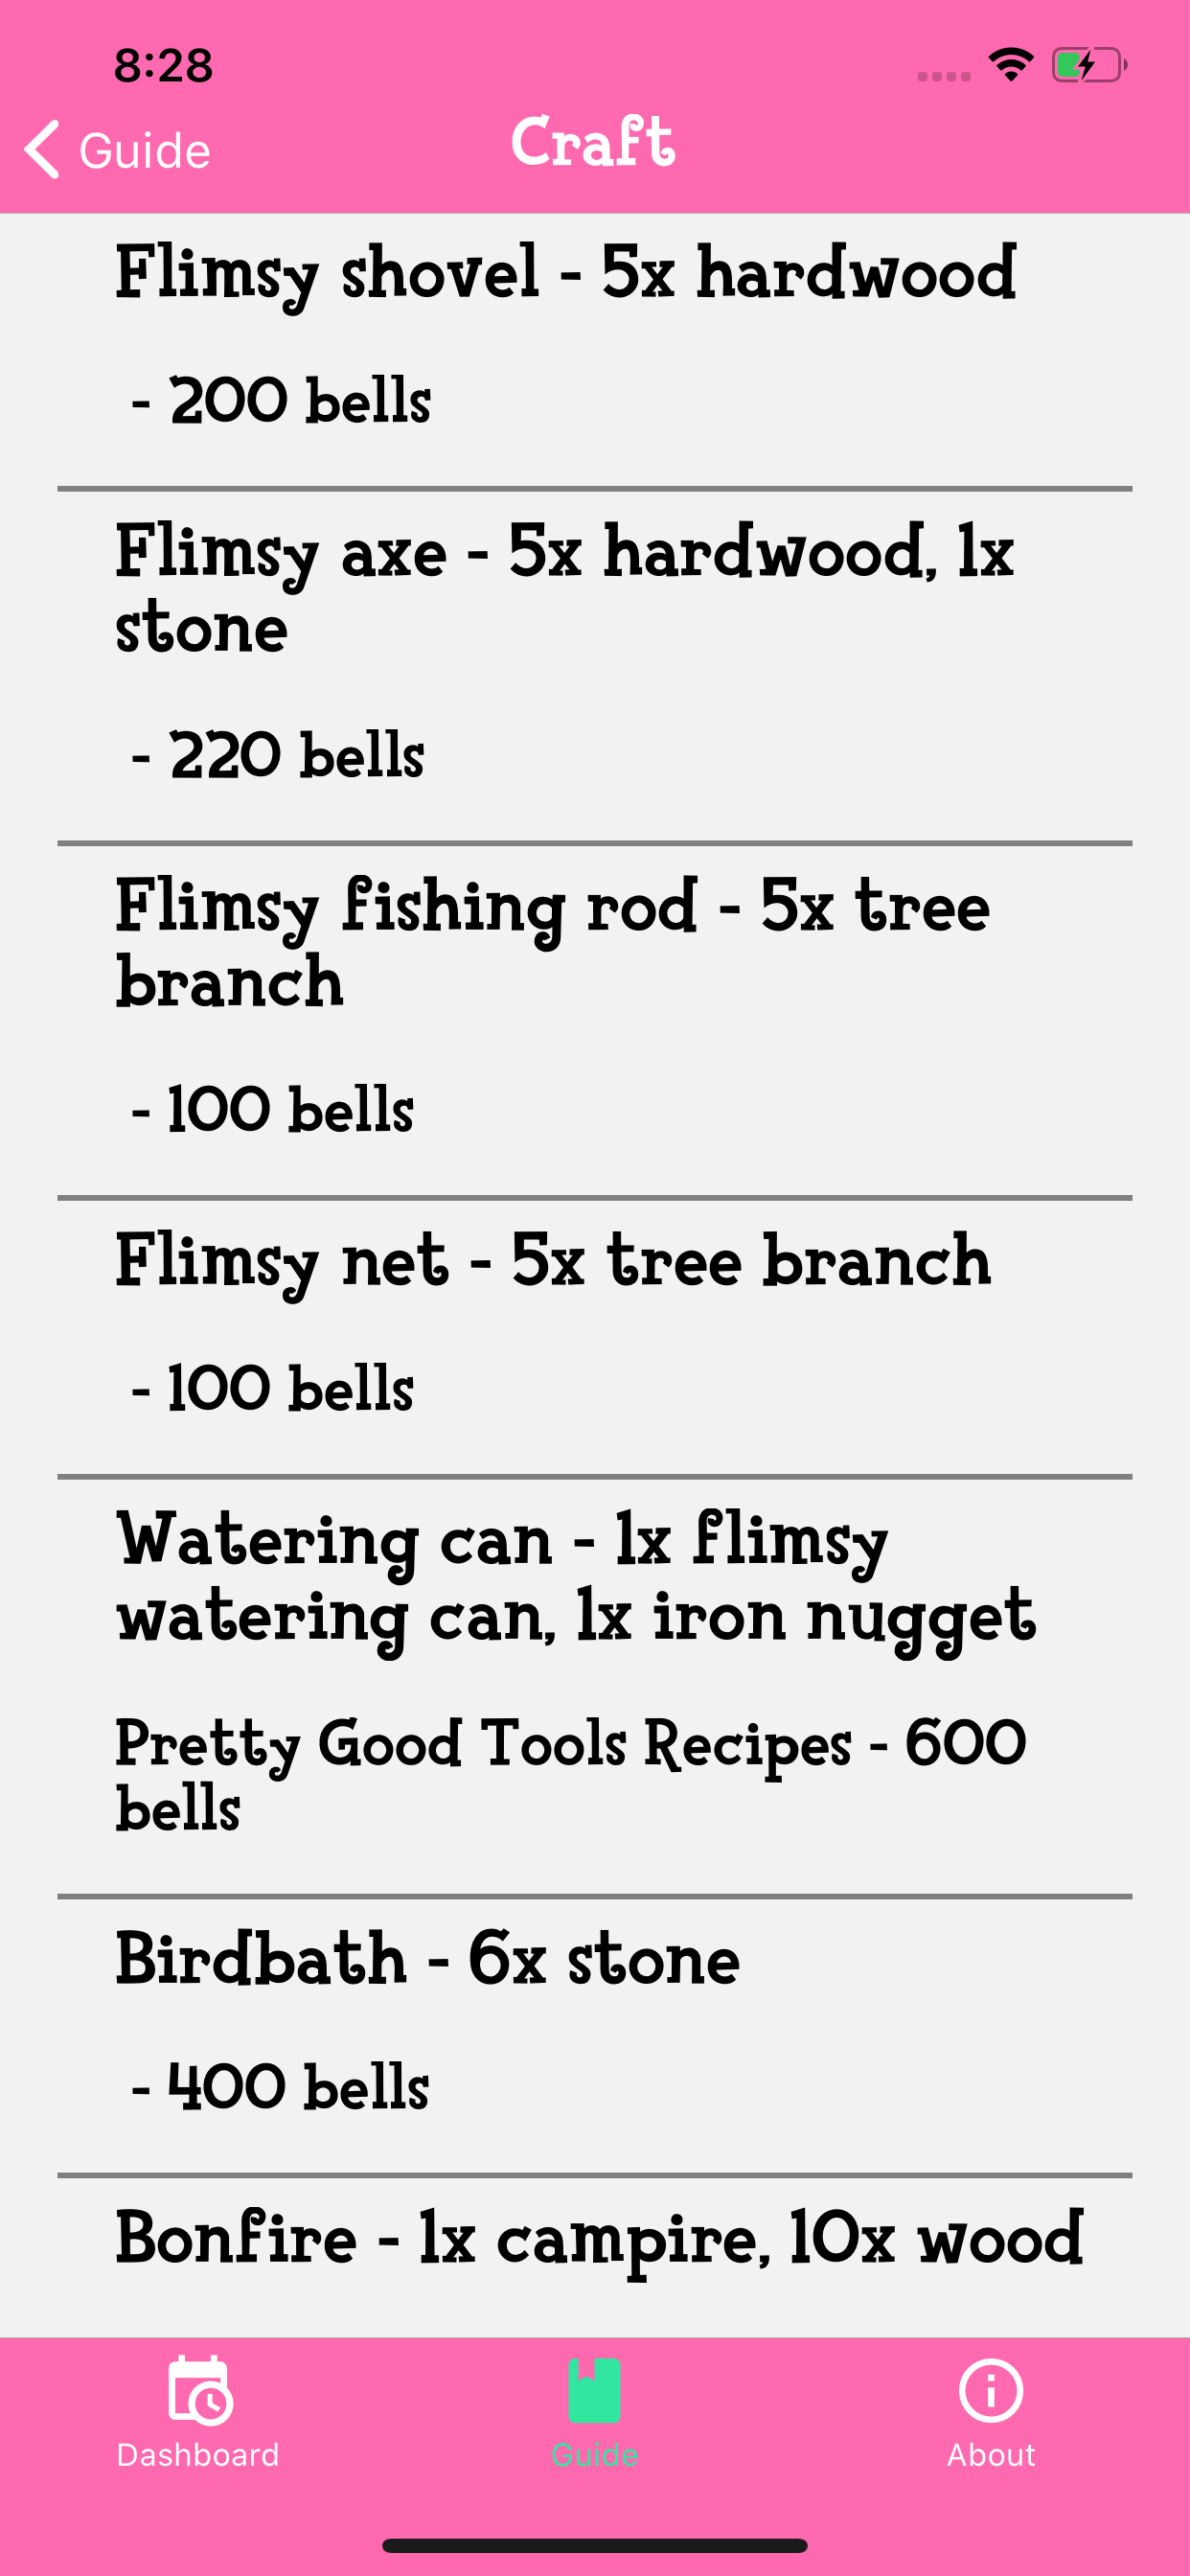 8:28
Guide
Craft
Flimsy shovel - 5x hardwood
- 200 bells
Flimsy axe - 5x hardwood, 1x
stone
- 220 bells
Flimsy fishing rod - 5x tree
branch
- 100 bells
Flimsy net - 5x tree branch
- 100 bells
Watering can - 1x flimsy
watering can, 1x iron nugget
Pretty Good Tools Recipes - 600
bells
Birdbath - 6x stone
- 400 bells
Bonfire - 1x campire, 10x wood
Dashboard
Guide
About